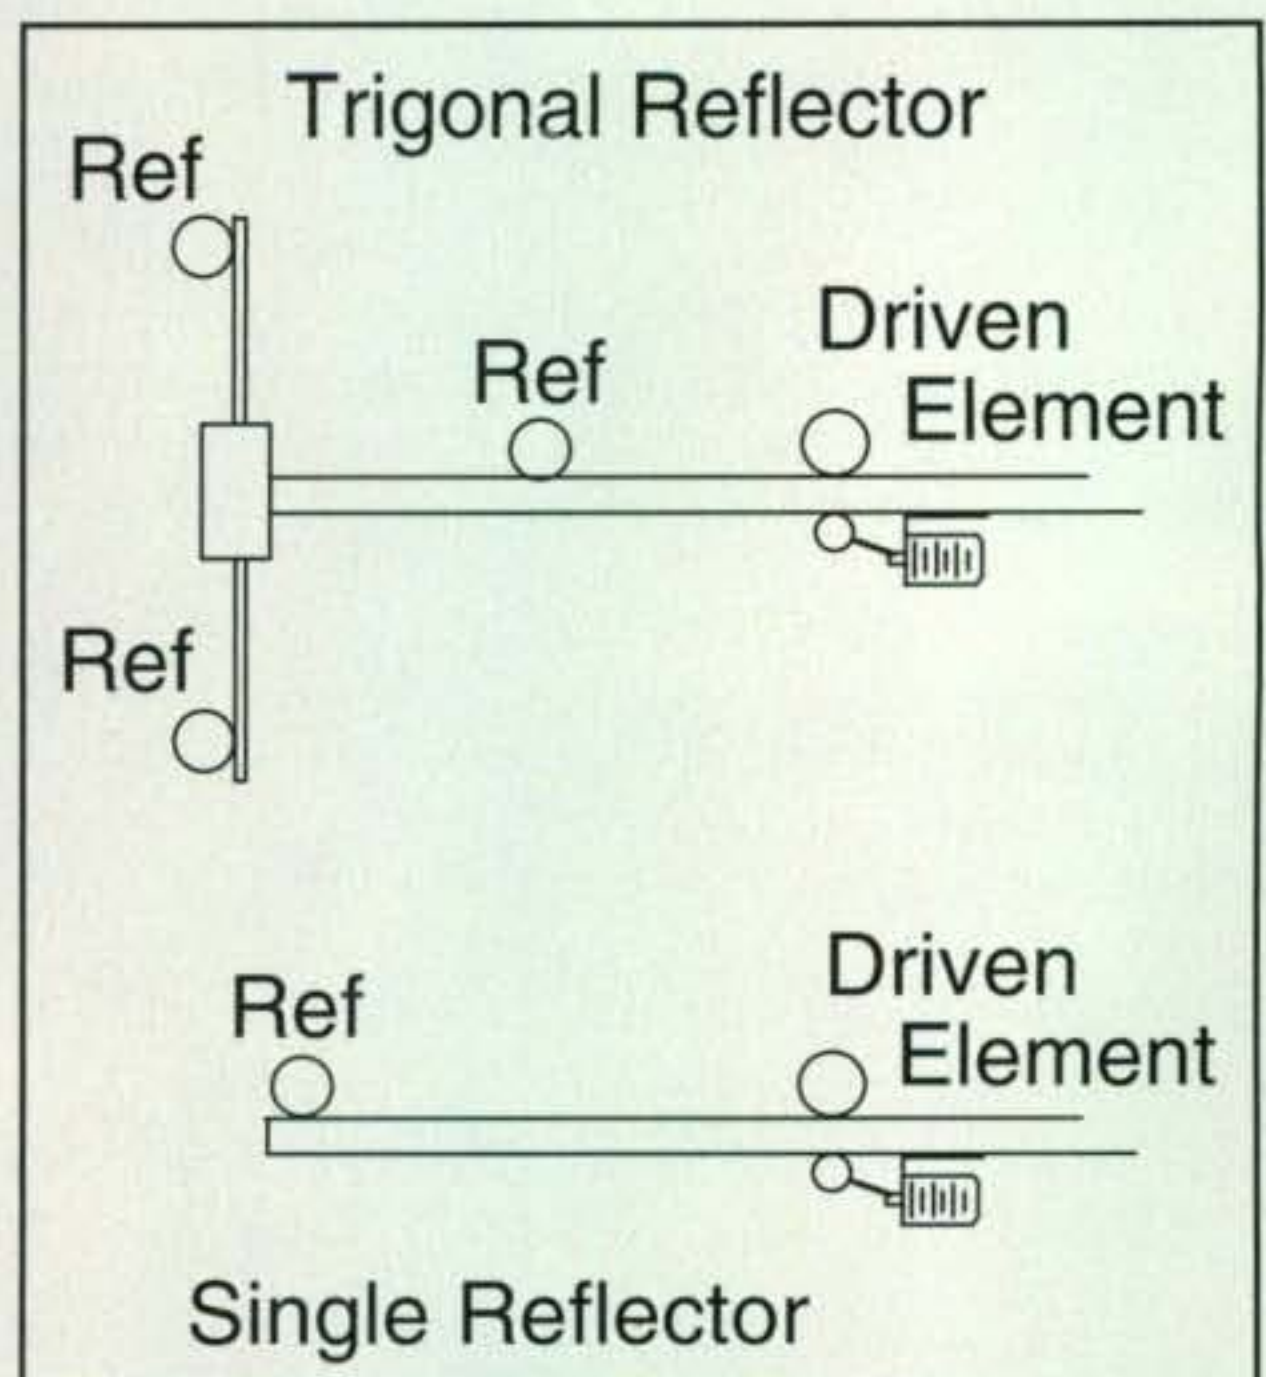 Trigonal Reflector
Ref
Ref
Driven
Element
Ref
Ref
Driven
Element
Single Reflector